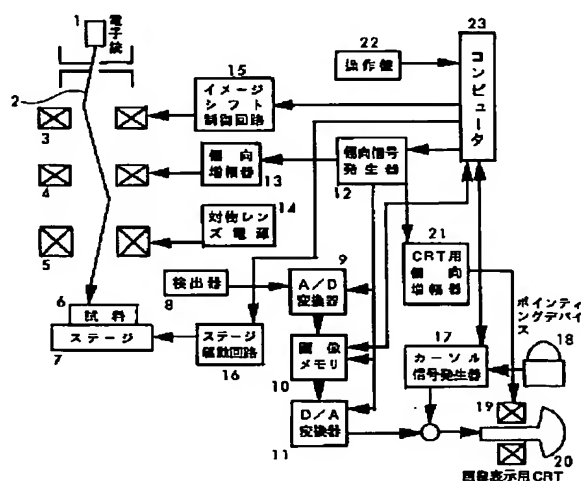 1
電子銃
2
3
4
5
6
試料
ステージ
7
8
検出器
15
イメージ
シフト
制御回路
偏向
増幅器
13
14
対物レン
ズ電源
22
操作盤
23
コンピュータ
偏向信号
発生器
12
9
A/D
変換器
画像
メモリ
10
D/A
変換器
11
ステージ
駆動回路
16
21
CRT用
偏向
増幅器
17
カーソル
信号発生器
ポインティ
ングデバイ
ス
18
19
20
画像表示用CRT